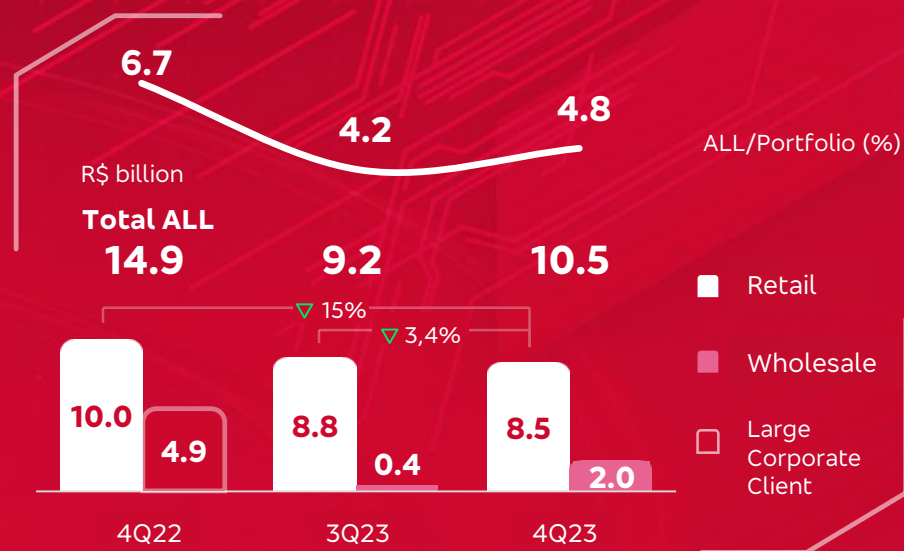 6.7
4.2
4.8
ALL/Portfolio (%)
R$ billion
Total ALL
14.9
9.2
10.5
15%
3,4%
Retail
Wholesale
Large
Corporate
Client
10.0
4.9
8.8
0.4
8.5
2.0
4Q22
3Q23
4Q23